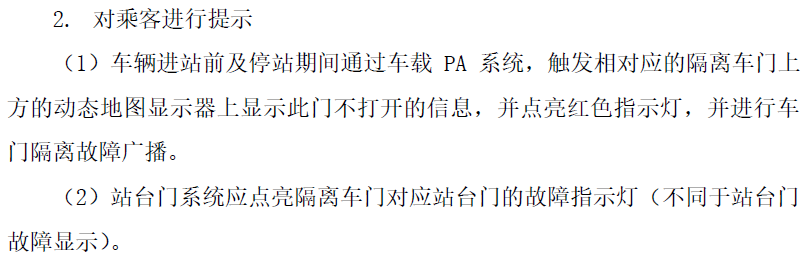 2. 对乘客进行提示
（1）车辆进站前及停站期间通过车载 PA 系统，触发相对应的隔离车门上
方的动态地图显示器上显示此门不打开的信息，并点亮红色指示灯，并进行车
门隔离故障广播。
（2）站台门系统应点亮隔离车门对应站台门的故障指示灯（不同于站台门
故障显示）。